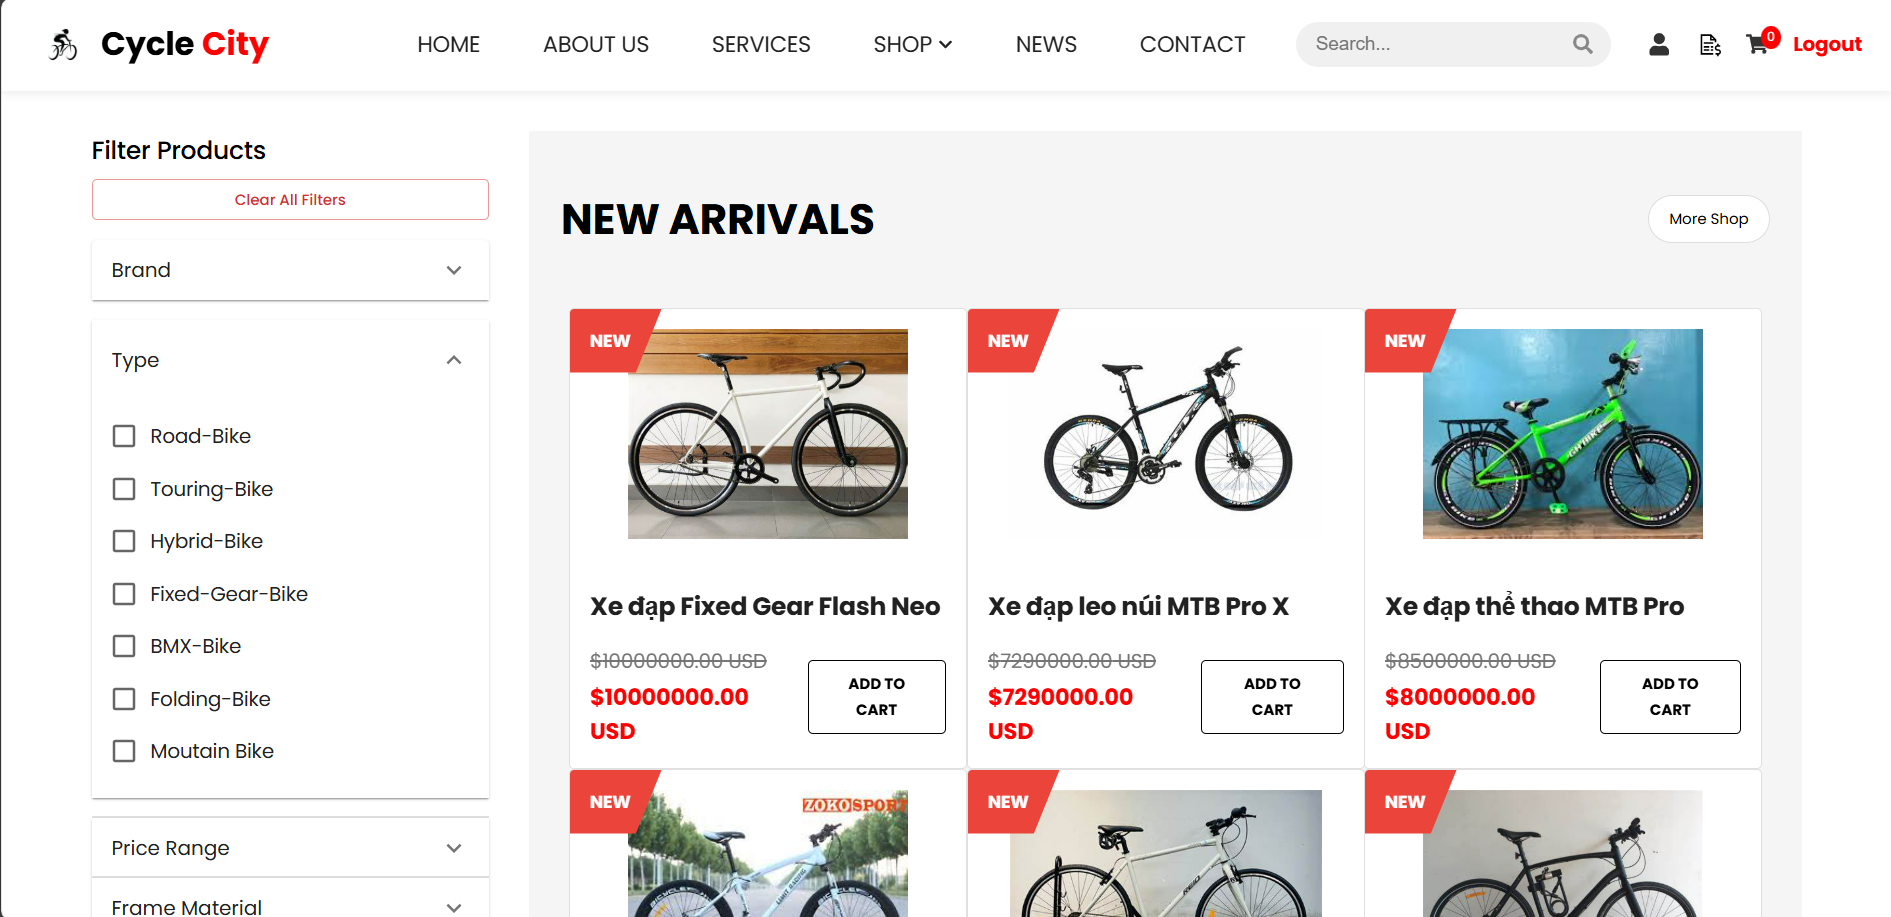 Cycle City
HOME
ABOUT US
SERVICES
SHOP
NEWS
CONTACT
Search...
0
Logout
Filter Products
Clear All Filters
Brand
Type
Road-Bike
Touring-Bike
Hybrid-Bike
Fixed-Gear-Bike
BMX-Bike
Folding-Bike
Moutain Bike
Price Range
Frame Material
NEW ARRIVALS
More Shop
NEW
Xe đạp Fixed Gear Flash Neo
$10000000.00 USD
$10000000.00
USD
ADD TO
CART
NEW
Xe đạp leo núi MTB Pro X
$7290000.00 USD
$7290000.00
USD
ADD TO
CART
NEW
GHTBIKE
Xe đạp thể thao MTB Pro
$8500000.00 USD
$8000000.00
USD
ADD TO
CART
NEW
ZOKOSPORT
NEW
REID
NEW